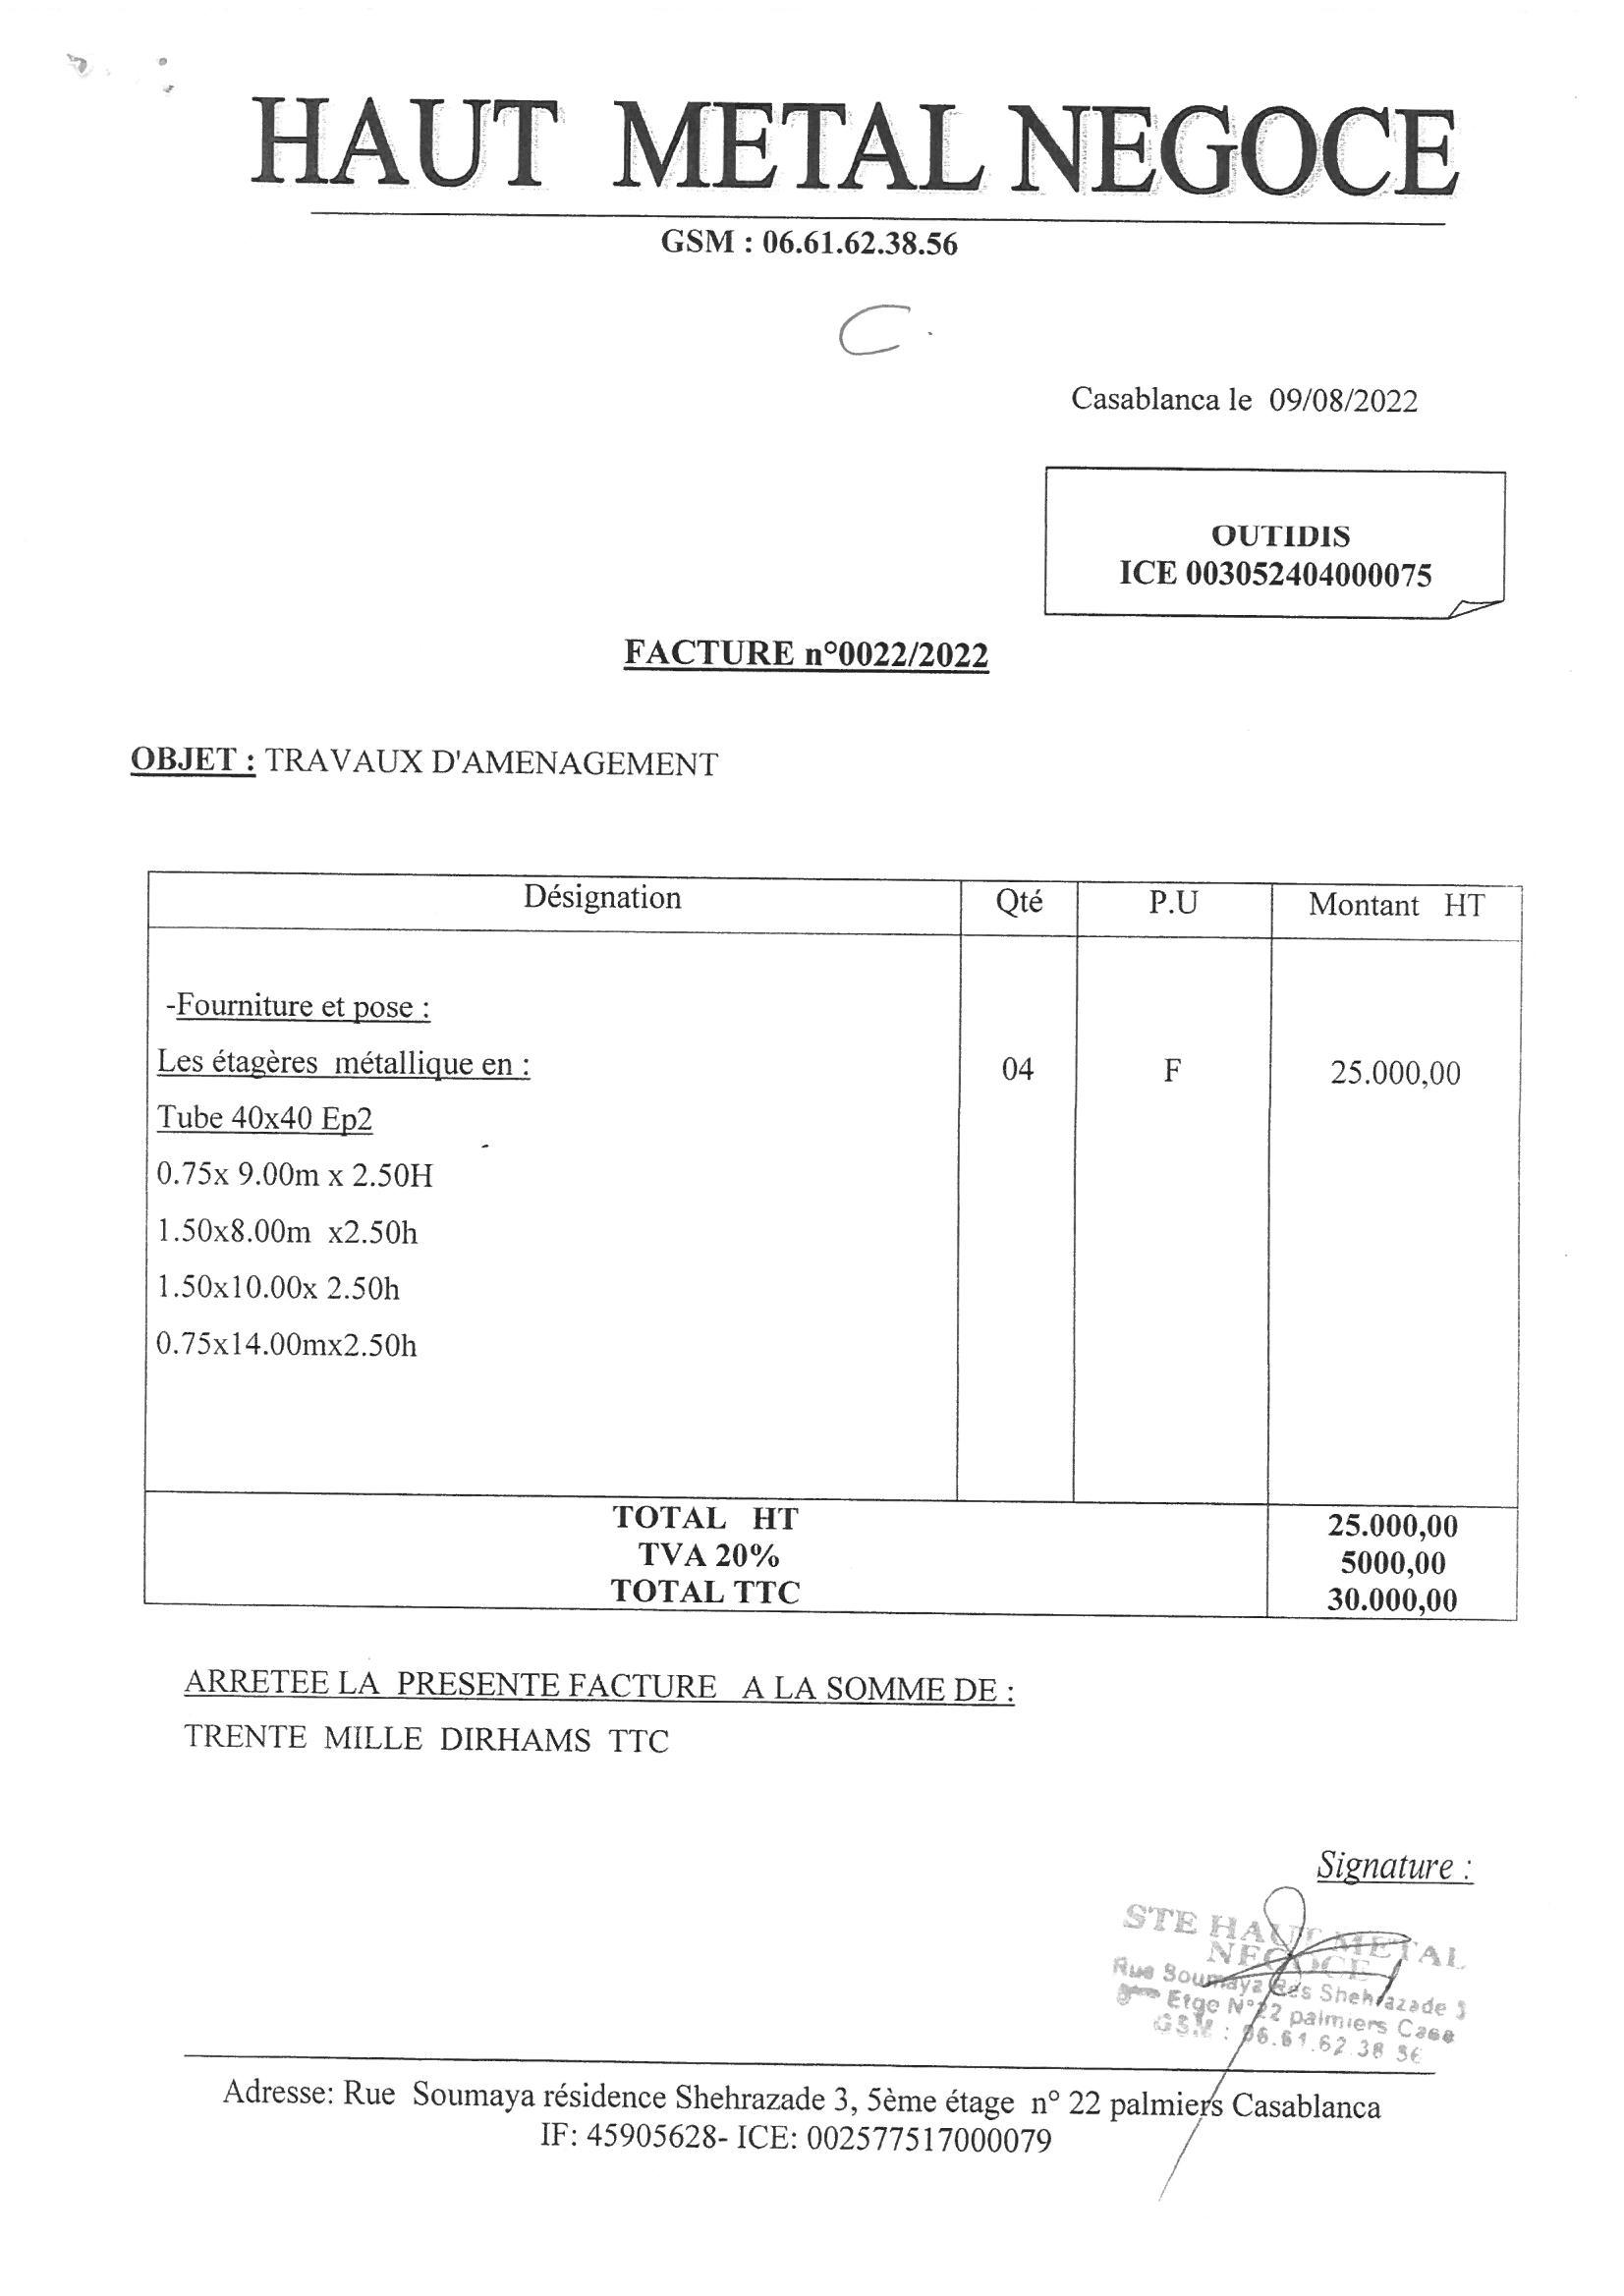 HAUT METAL NEGOCE
GSM : 06.61.62.38.56
C
Casablanca le 09/08/2022
OUTIDIS
ICE 003052404000075
FACTURE n°0022/2022
OBJET : TRAVAUX D'AMENAGEMENT
Désignation Qté P.U Montant HT
-Fourniture et pose :
Les étagères métallique en : 04 F 25.000,00
Tube 40x40 Ep2
0.75x 9.00m x 2.50H
1.50x8.00m x2.50h
1.50x10.00x 2.50h
0.75x14.00mx2.50h
TOTAL HT 25.000,00
TVA 20% 5000,00
TOTAL TTC 30.000,00
ARRETEE LA PRESENTE FACTURE A LA SOMME DE :
TRENTE MILLE DIRHAMS TTC
Signature :
STE HAUT METAL
NEGOCE
Rue Soumaya Res Shehrazade 3
Etge N°22 palmiers Casa
GSM : 06.61.62.38 56
Adresse: Rue Soumaya résidence Shehrazade 3, 5ème étage n° 22 palmiers Casablanca
IF: 45905628- ICE: 002577517000079